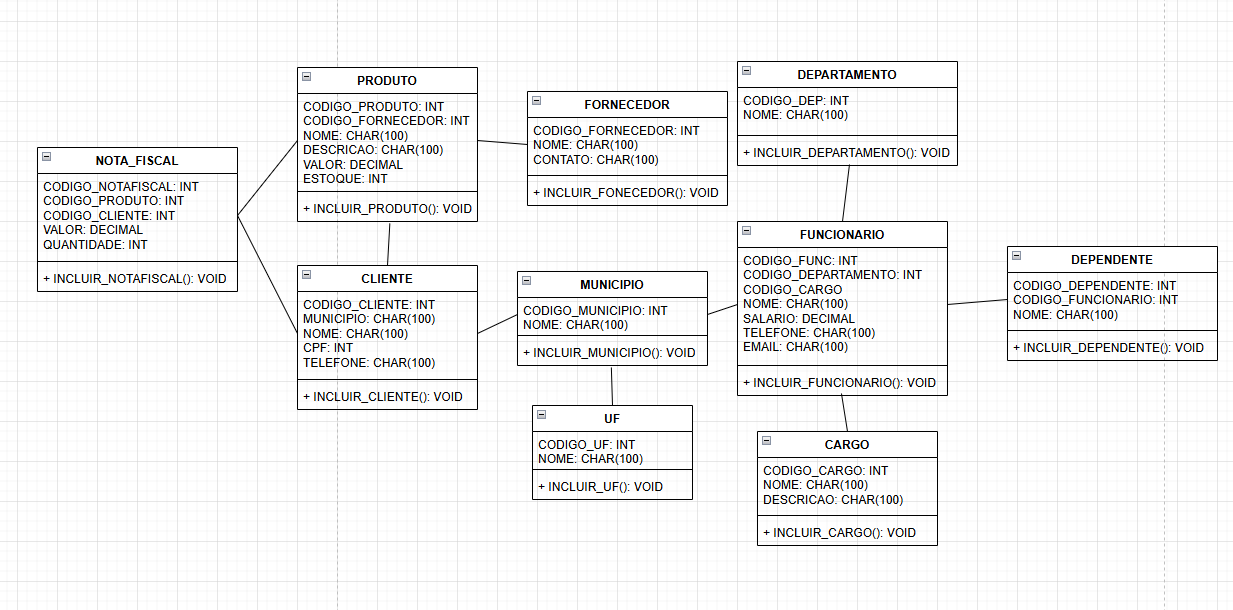 NOTA_FISCAL
CODIGO_NOTAFISCAL: INT
CODIGO_PRODUTO: INT
CODIGO_CLIENTE: INT
VALOR: DECIMAL
QUANTIDADE: INT
+ INCLUIR_NOTAFISCAL(): VOID
PRODUTO
CODIGO_PRODUTO: INT
CODIGO_FORNECEDOR: INT
NOME: CHAR(100)
DESCRICAO: CHAR(100)
VALOR: DECIMAL
ESTOQUE: INT
+ INCLUIR_PRODUTO(): VOID
CLIENTE
CODIGO_CLIENTE: INT
MUNICIPIO: CHAR(100)
NOME: CHAR(100)
CPF: INT
TELEFONE: CHAR(100)
+ INCLUIR_CLIENTE(): VOID
FORNECEDOR
CODIGO_FORNECEDOR: INT
NOME: CHAR(100)
CONTATO: CHAR(100)
+ INCLUIR_FONECEDOR(): VOID
MUNICIPIO
CODIGO_MUNICIPIO: INT
NOME: CHAR(100)
+ INCLUIR_MUNICIPIO(): VOID
UF
CODIGO_UF: INT
NOME: CHAR(100)
+ INCLUIR_UF(): VOID
DEPARTAMENTO
CODIGO_DEP: INT
NOME: CHAR(100)
+ INCLUIR_DEPARTAMENTO(): VOID
FUNCIONARIO
CODIGO_FUNC: INT
CODIGO_DEPARTAMENTO: INT
CODIGO_CARGO
NOME: CHAR(100)
SALARIO: DECIMAL
TELEFONE: CHAR(100)
EMAIL: CHAR(100)
+ INCLUIR_FUNCIONARIO(): VOID
CARGO
CODIGO_CARGO: INT
NOME: CHAR(100)
DESCRICAO: CHAR(100)
+ INCLUIR_CARGO(): VOID
DEPENDENTE
CODIGO_DEPENDENTE: INT
CODIGO_FUNCIONARIO: INT
NOME: CHAR(100)
+ INCLUIR_DEPENDENTE(): VOID